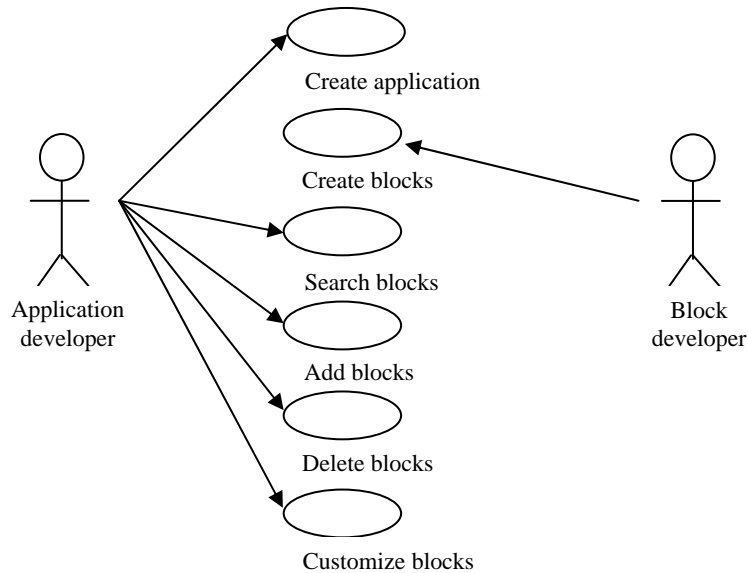 Create application
Create blocks
Search blocks
Application
developer
Block
developer
Add blocks
Delete blocks
Customize blocks